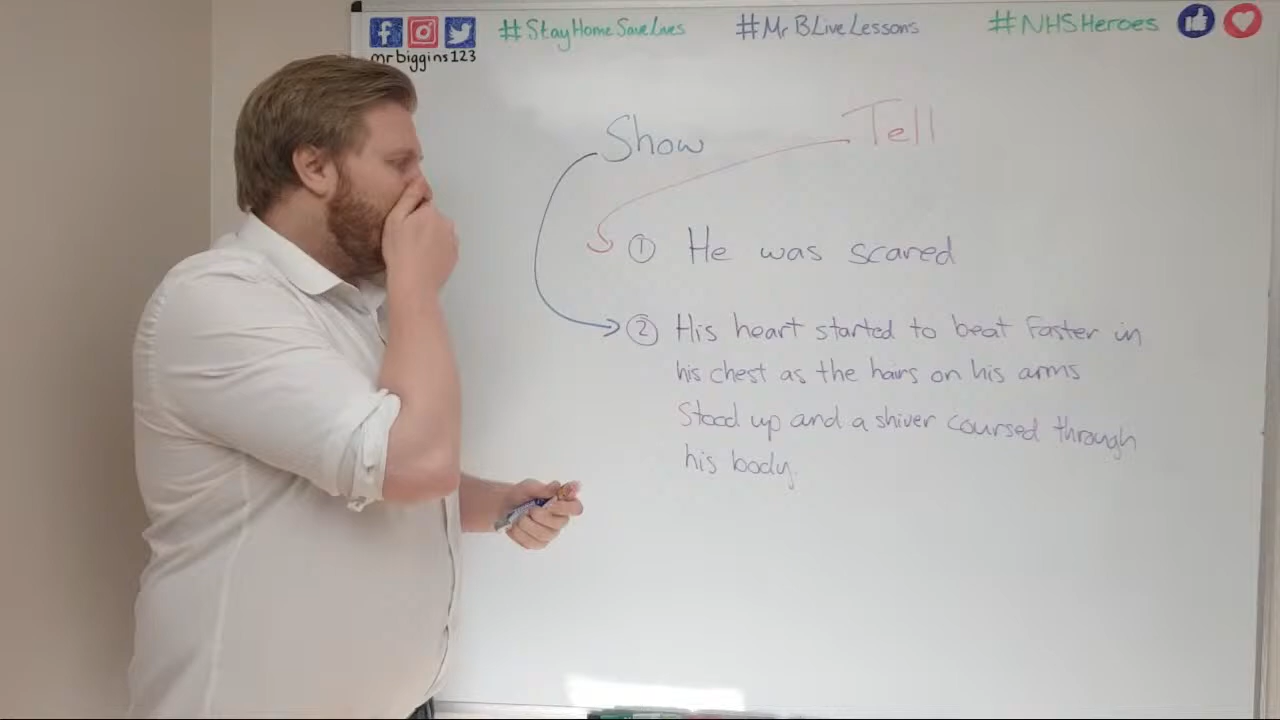 #StayHomeSaveLives #MrBLiveLessons #NHSHeroes
mrbiggins123
Show Tell
1 He was scared
2 His heart started to beat faster in
his chest as the hairs on his arms
Stood up and a shiver coursed through
his body.